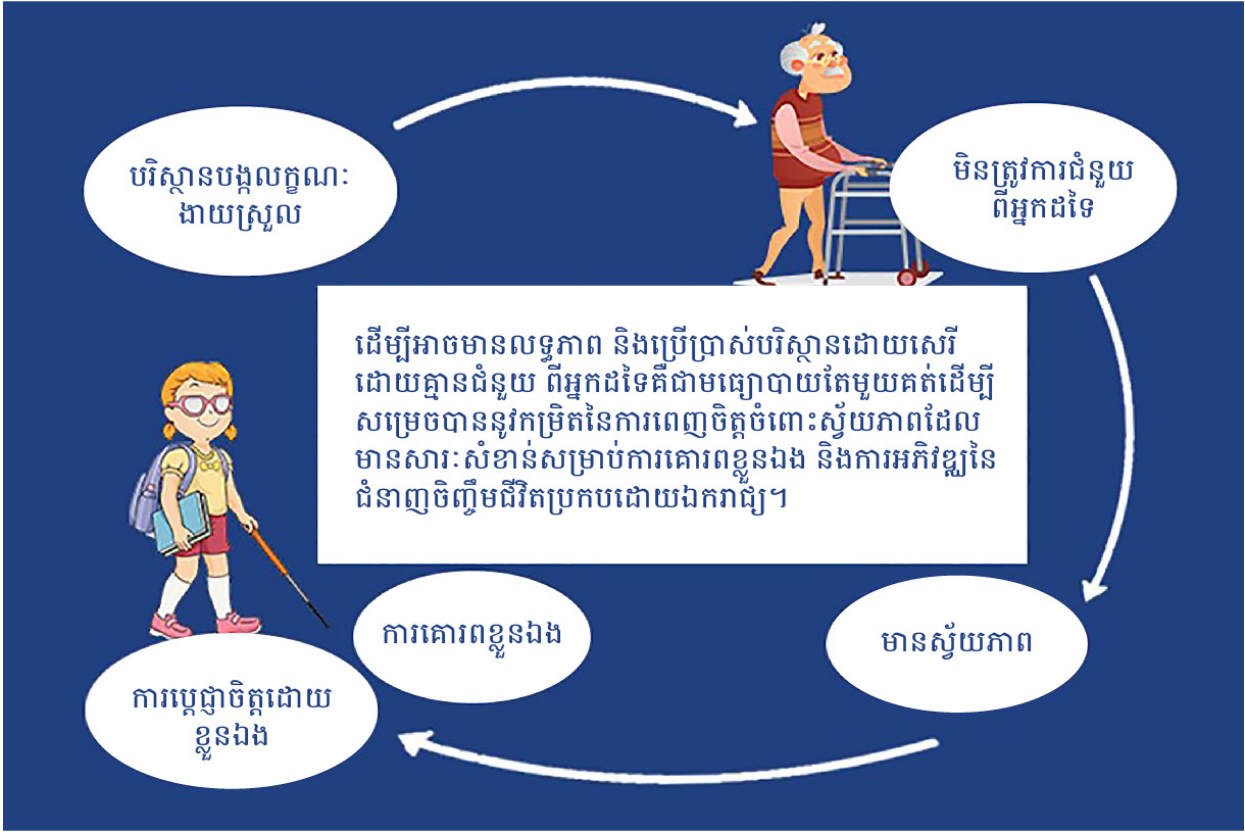 បរិស្ថានបង្កលក្ខណៈ
ងាយស្រួល
មិនត្រូវការជំនួយ
ពីអ្នកដទៃ
ដើម្បីអាចមានលទ្ធភាព និងប្រើប្រាស់បរិស្ថានដោយសេរី
ដោយគ្មានជំនួយ ពីអ្នកដទៃគឺជាមធ្យោបាយតែមួយគត់ដើម្បី
សម្រេចបាននូវកម្រិតនៃការពេញចិត្តចំពោះស្វ័យភាពដែល
មានសារៈសំខាន់សម្រាប់ការគោរពខ្លួនឯង និងការអភិវឌ្ឍនៃ
ជំនាញចិញ្ចឹមជីវិតប្រកបដោយឯករាជ្យ។
ការគោរពខ្លួនឯង
មានស្វ័យភាព
ការប្តេជ្ញាចិត្តដោយ
ខ្លួនឯង